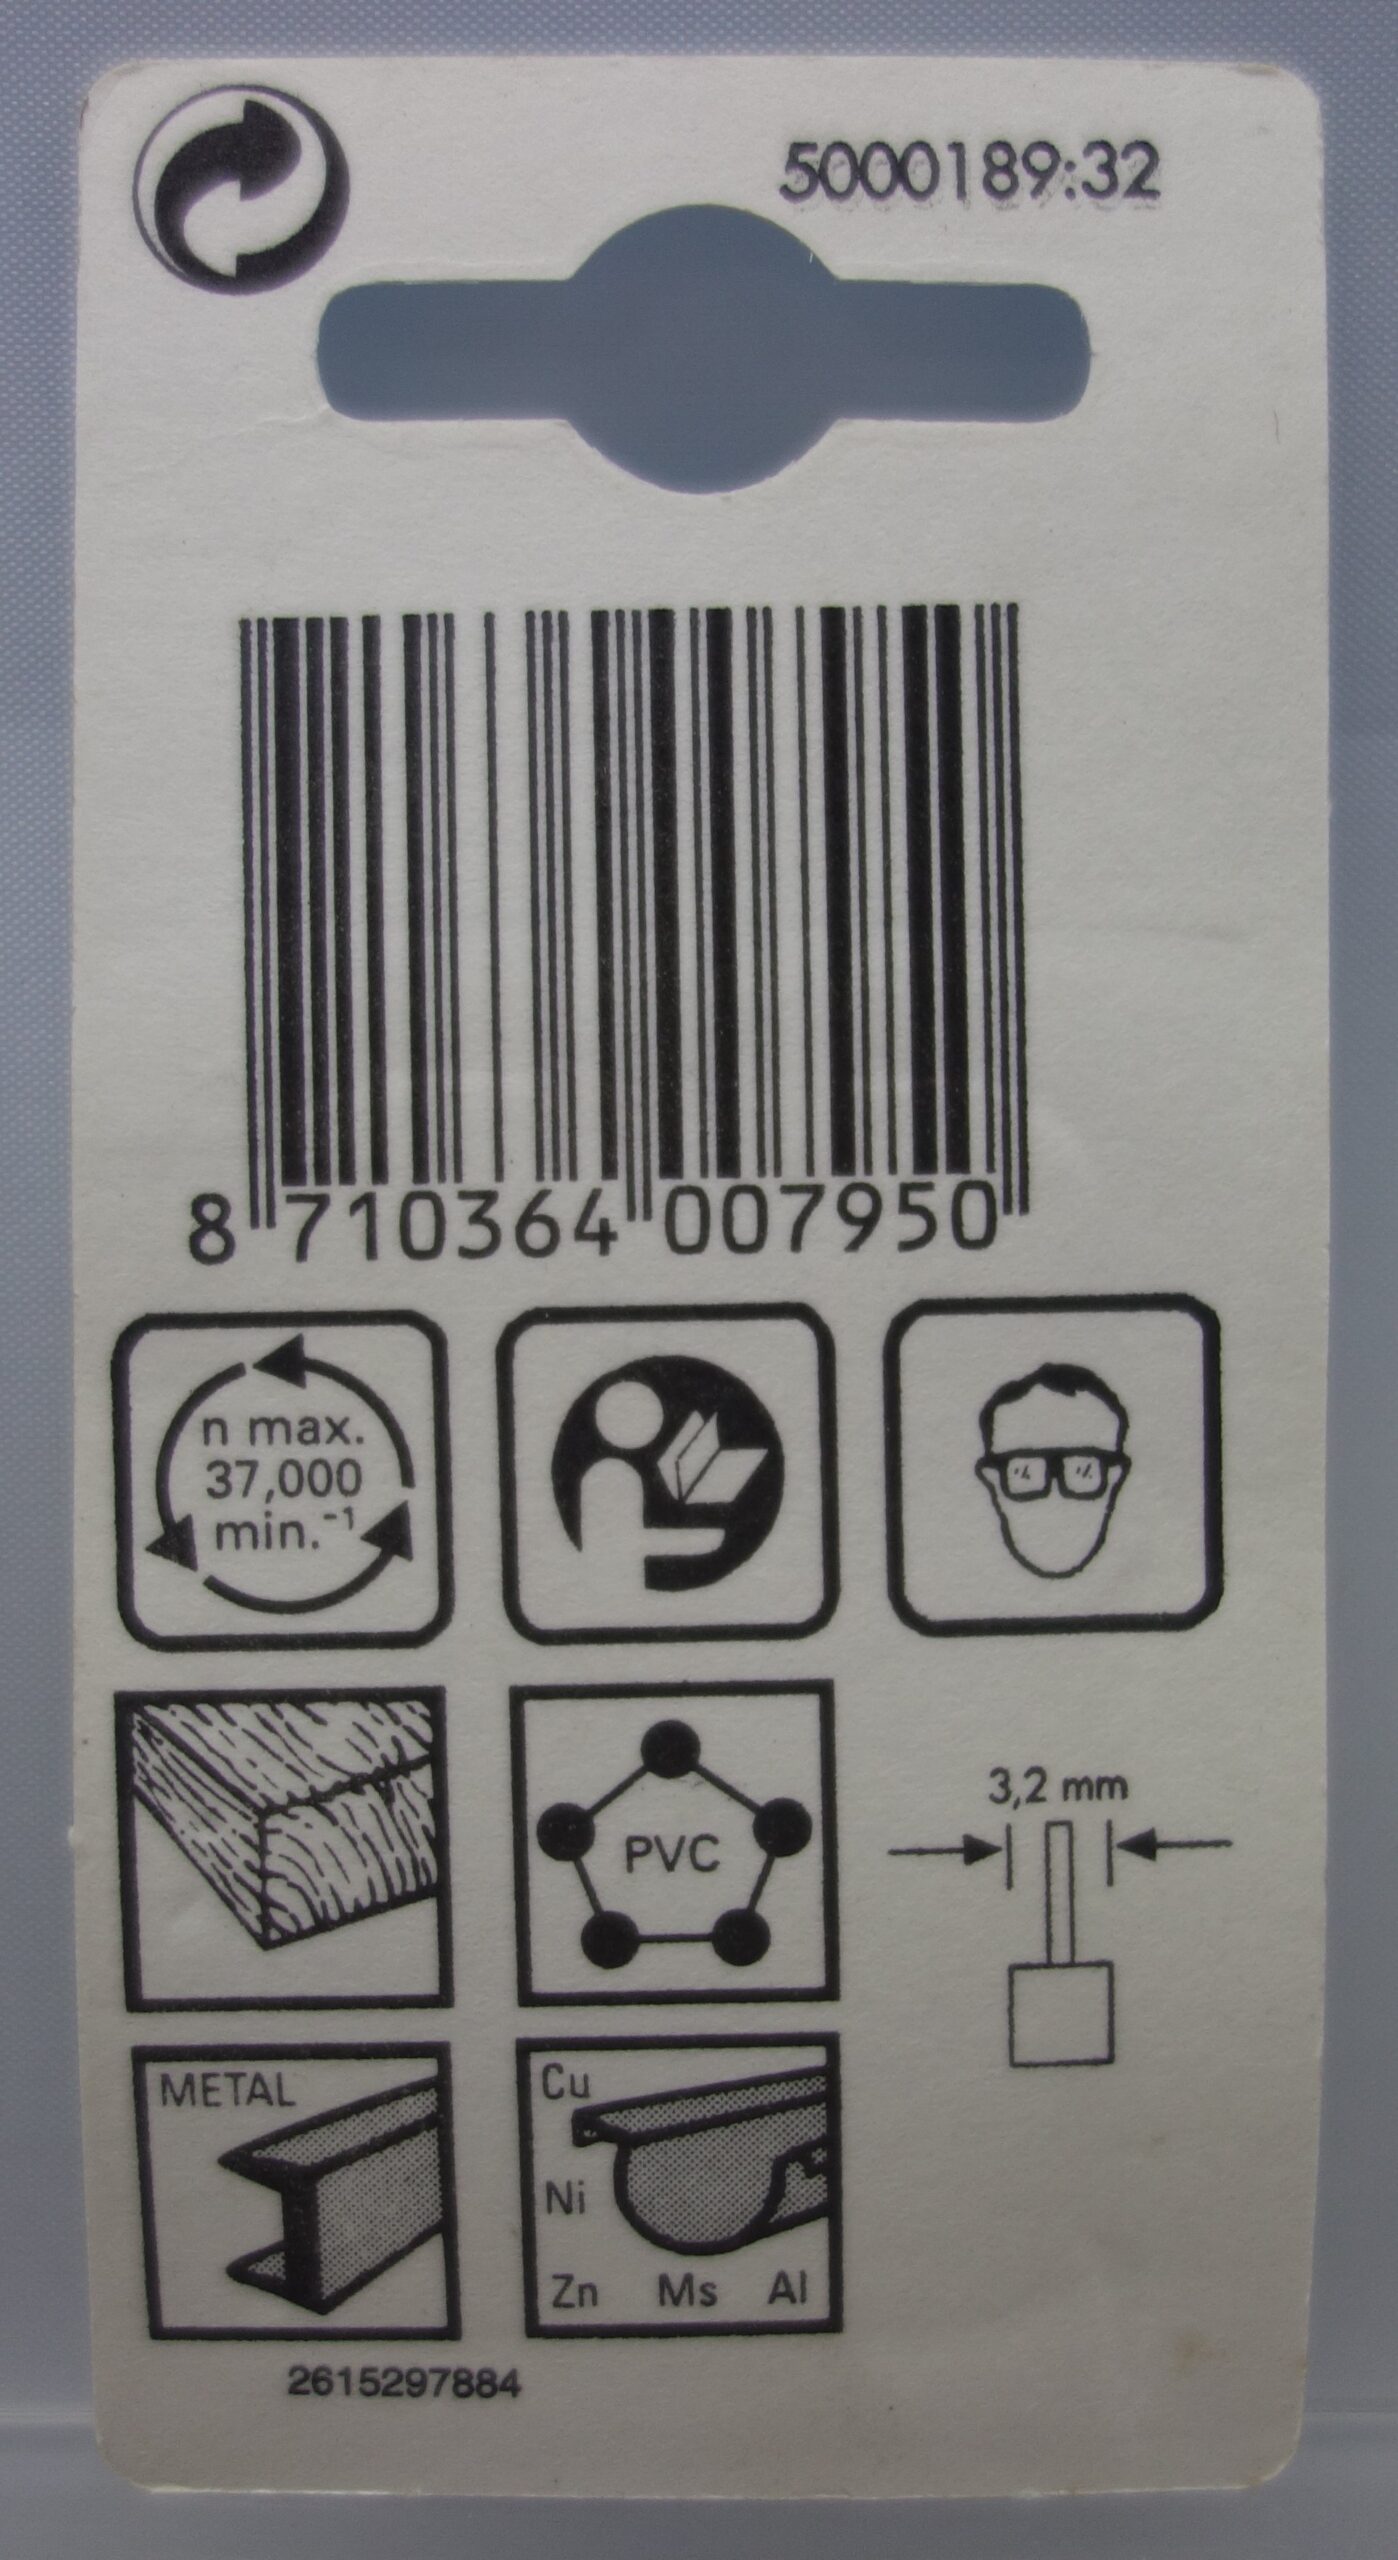 5000189:32
8 710364 007950
n max.
37,000
min.⁻¹
PVC
3,2 mm
METAL
Cu
Ni
Zn Ms Al
2615297884